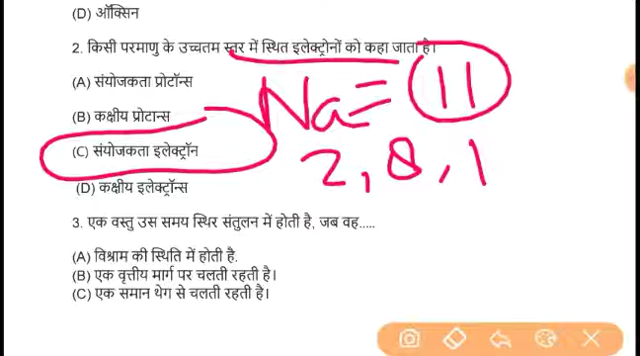 (D) ऑक्सिन
2. किसी परमाणु के उच्चतम स्तर में स्थित इलेक्ट्रोनों को कहा जाता है।
(A) संयोजकता प्रोटॉन्स
(B) कक्षीय प्रोटान्स
Na = 11
(C) संयोजकता इलेक्ट्रॉन
2, 8, 1
(D) कक्षीय इलेक्ट्रॉन्स
3. एक वस्तु उस समय स्थिर संतुलन में होती है, जब वह.....
(A) विश्राम की स्थिति में होती है.
(B) एक वृत्तीय मार्ग पर चलती रहती है।
(C) एक समान थेग से चलती रहती है।